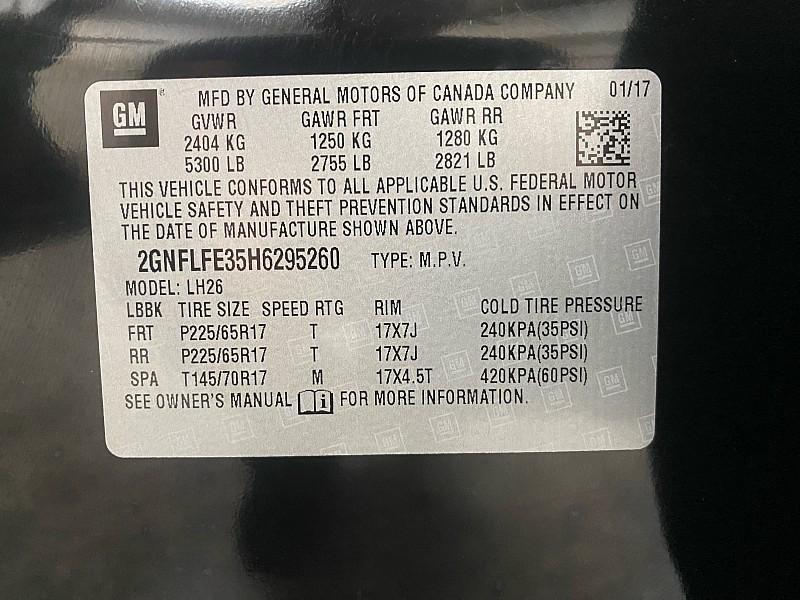 GM MFD BY GENERAL MOTORS OF CANADA COMPANY 01/17
GVWR GAWR FRT GAWR RR
2404 KG 1250 KG 1280 KG
5300 LB 2755 LB 2821 LB
THIS VEHICLE CONFORMS TO ALL APPLICABLE U.S. FEDERAL MOTOR
VEHICLE SAFETY AND THEFT PREVENTION STANDARDS IN EFFECT ON
THE DATE OF MANUFACTURE SHOWN ABOVE.
2GNFLFE35H6295260 TYPE: M.P.V.
MODEL: LH26
LBBK TIRE SIZE SPEED RTG RIM COLD TIRE PRESSURE
FRT P225/65R17 T 17X7J 240KPA(35PSI)
RR P225/65R17 T 17X7J 240KPA(35PSI)
SPA T145/70R17 M 17X4.5T 420KPA(60PSI)
SEE OWNER'S MANUAL i FOR MORE INFORMATION.